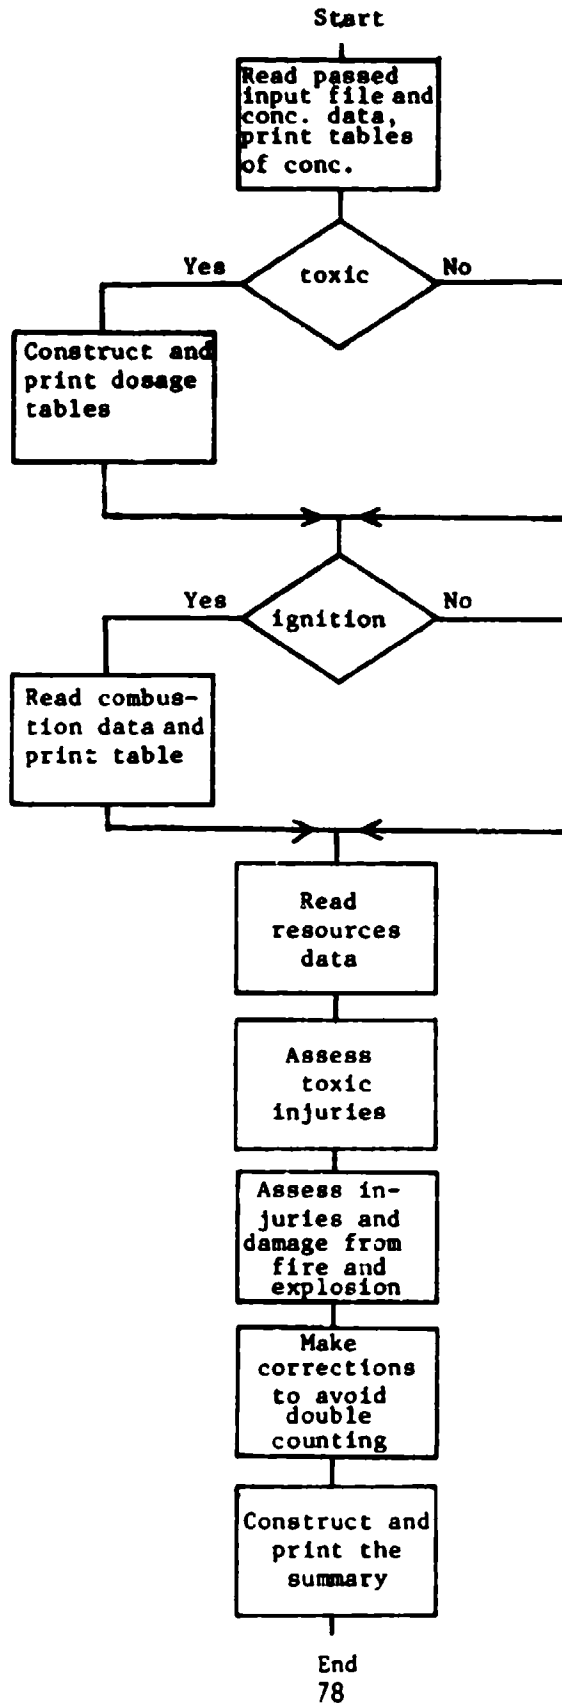 Start
Read passed
input file and
conc. data,
print tables
of conc.
Yes
toxic
No
Construct and
print dosage
tables
Yes
ignition
No
Read combus-
tion data and
print table
Read
resources
data
Assess
toxic
injuries
Assess in-
juries and
damage from
fire and
explosion
Make
corrections
to avoid
double
counting
Construct and
print the
summary
End
78